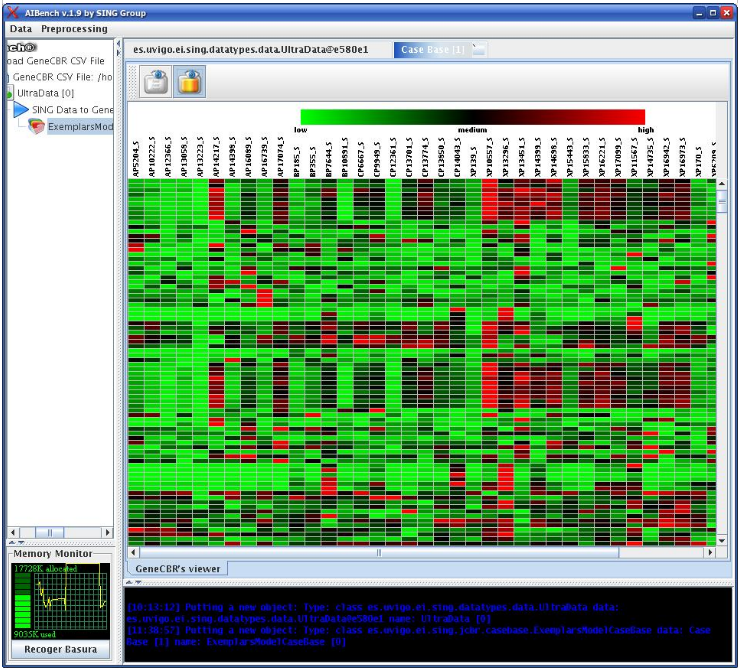 AIBench v.1.9 by SING Group
Data Preprocessing
es.uvigo.ei.sing.datatypes.data.UltraData@e580e1
Case Base [1]
oad GeneCBR CSV File
GeneCBR CSV File: /ho
UltraData [0]
SING Data to Gene
ExemplarsMod
low medium high
AP5204_S AP10222_S AP12366_S AP13058_S AP13223_S AP14217_S AP14398_S AP16089_S AP16739_S AP17074_S BP185_S BP355_S BP7644_S BP10891_S CP6667_S CP9949_S CP12361_S CP13701_S CP13774_S CP13950_S CP14043_S XP139_S XP10557_S XP13296_S XP13451_S XP14399_S XP14698_S XP15443_S XP15833_S XP16221_S XP17099_S XP11567_S XP14735_S XP16942_S XP16973_S XP170_S
GeneCBR's viewer
Memory Monitor
17728K allocated
9035K used
Recoger Basura
[10:13:12] Putting a new object: Type: class es.uvigo.ei.sing.datatypes.data.UltraData data:
es.uvigo.ei.sing.datatypes.data.UltraData@e580e1 name: UltraData [0]
[11:38:57] Putting a new object: Type: class es.uvigo.ei.sing.jcbr.casebase.ExemplarsModelCaseBase data: Case
Base [1] name: ExemplarsModelCaseBase [0]